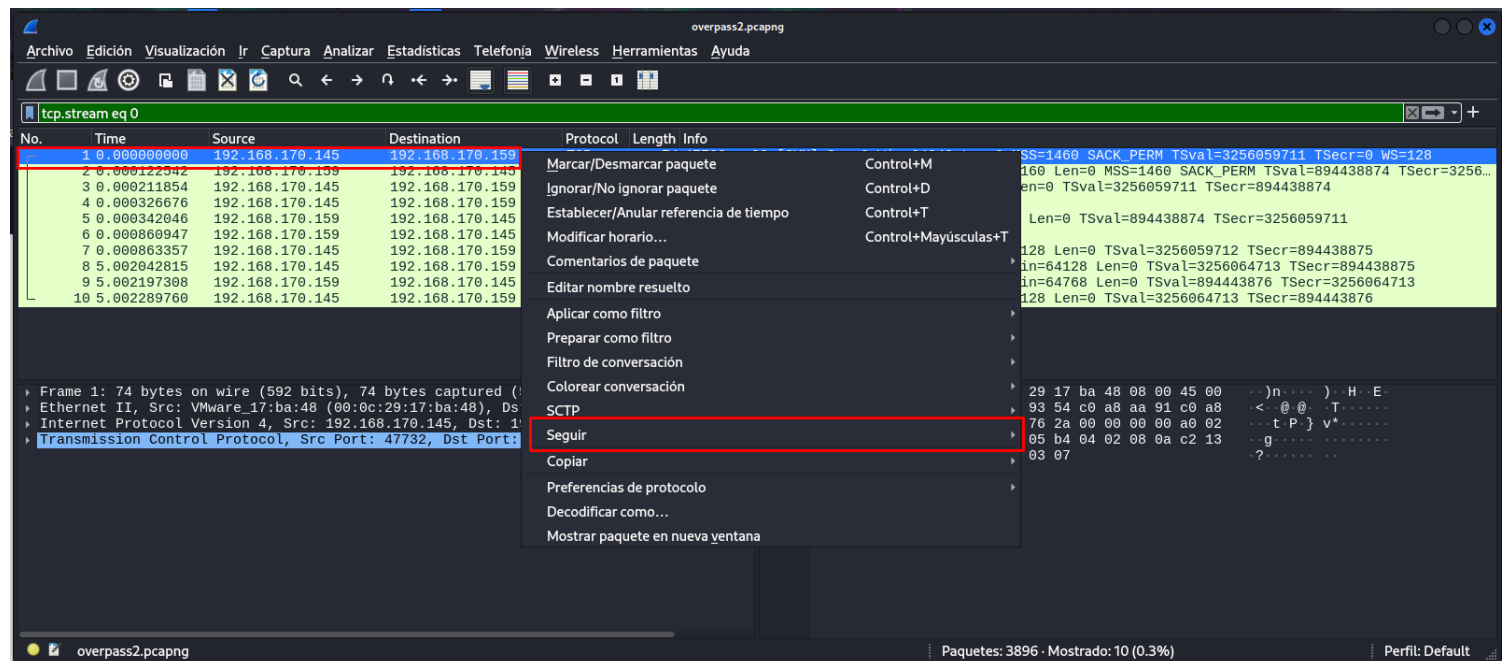 overpass2.pcapng
Archivo Edición Visualización Ir Captura Analizar Estadísticas Telefonía Wireless Herramientas Ayuda
tcp.stream eq 0
No. Time Source Destination Protocol Length Info
1 0.000000000 192.168.170.145 192.168.170.159 SS=1460 SACK_PERM TSval=3256059711 TSecr=0 WS=128
2 0.000122542 192.168.170.159 192.168.170.145 160 Len=0 MSS=1460 SACK_PERM TSval=894438874 TSecr=3256…
3 0.000211854 192.168.170.145 192.168.170.159 en=0 TSval=3256059711 TSecr=894438874
4 0.000326676 192.168.170.145 192.168.170.159
5 0.000342046 192.168.170.159 192.168.170.145 Len=0 TSval=894438874 TSecr=3256059711
6 0.000860947 192.168.170.159 192.168.170.145
7 0.000863357 192.168.170.145 192.168.170.159 128 Len=0 TSval=3256059712 TSecr=894438875
8 5.002042815 192.168.170.145 192.168.170.159 in=64128 Len=0 TSval=3256064713 TSecr=894438875
9 5.002197308 192.168.170.159 192.168.170.145 in=64768 Len=0 TSval=894443876 TSecr=3256064713
10 5.002289760 192.168.170.145 192.168.170.159 128 Len=0 TSval=3256064713 TSecr=894443876
Marcar/Desmarcar paquete Control+M
Ignorar/No ignorar paquete Control+D
Establecer/Anular referencia de tiempo Control+T
Modificar horario… Control+Mayúsculas+T
Comentarios de paquete
Editar nombre resuelto
Aplicar como filtro
Preparar como filtro
Filtro de conversación
Colorear conversación
SCTP
Seguir
Copiar
Preferencias de protocolo
Decodificar como…
Mostrar paquete en nueva ventana
Frame 1: 74 bytes on wire (592 bits), 74 bytes captured (
Ethernet II, Src: VMware_17:ba:48 (00:0c:29:17:ba:48), Ds
Internet Protocol Version 4, Src: 192.168.170.145, Dst: 1
Transmission Control Protocol, Src Port: 47732, Dst Port:
29 17 ba 48 08 00 45 00 ··)n···· )··H··E·
93 54 c0 a8 aa 91 c0 a8 ·<··@·@· ·T······
76 2a 00 00 00 00 a0 02 ···t·P·} v*······
05 b4 04 02 08 0a c2 13 ··g····· ········
03 07 ·?······ ··
overpass2.pcapng Paquetes: 3896 · Mostrado: 10 (0.3%) Perfil: Default